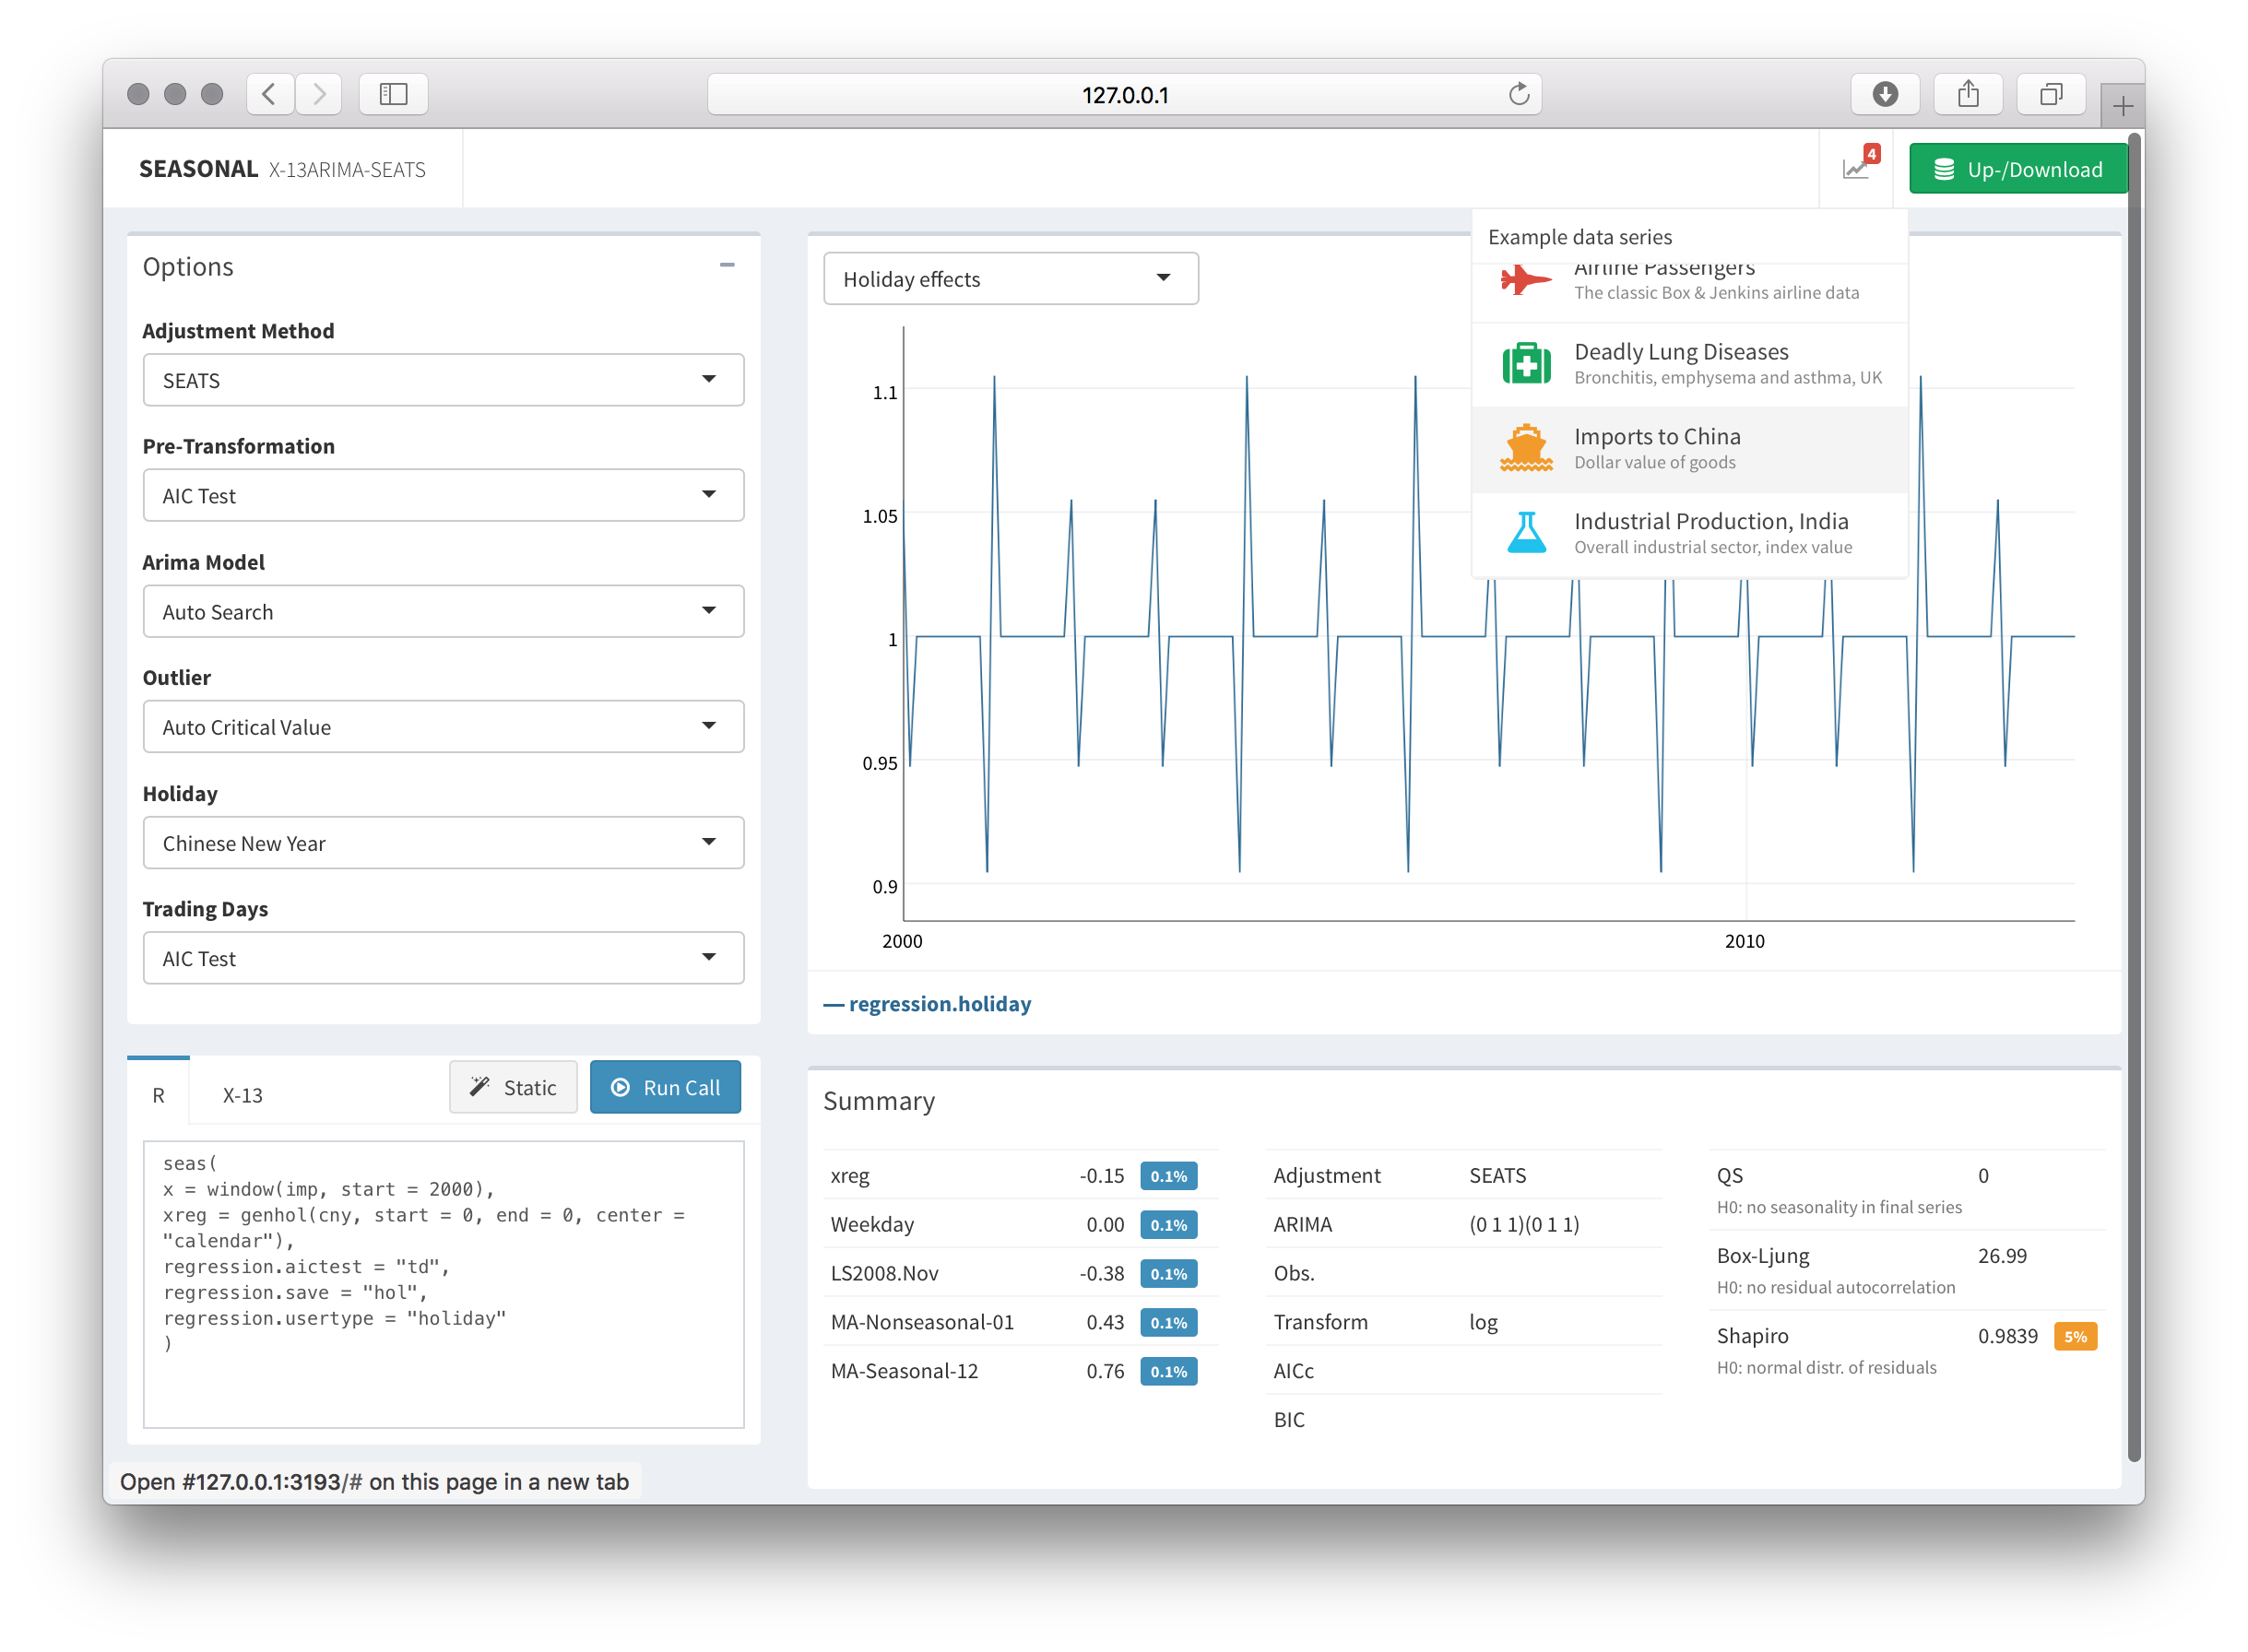 127.0.0.1
SEASONAL X-13ARIMA-SEATS
4
Up-/Download
Options
Adjustment Method
SEATS
Pre-Transformation
AIC Test
Arima Model
Auto Search
Outlier
Auto Critical Value
Holiday
Chinese New Year
Trading Days
AIC Test
R
X-13
Static
Run Call
seas(
x = window(imp, start = 2000),
xreg = genhol(cny, start = 0, end = 0, center =
"calendar"),
regression.aictest = "td",
regression.save = "hol",
regression.usertype = "holiday"
)
Open #127.0.0.1:3193/# on this page in a new tab
Holiday effects
1.1
1.05
1
0.95
0.9
2000
2010
regression.holiday
Example data series
Airline Passengers
The classic Box & Jenkins airline data
Deadly Lung Diseases
Bronchitis, emphysema and asthma, UK
Imports to China
Dollar value of goods
Industrial Production, India
Overall industrial sector, index value
Summary
xreg -0.15 0.1%
Weekday 0.00 0.1%
LS2008.Nov -0.38 0.1%
MA-Nonseasonal-01 0.43 0.1%
MA-Seasonal-12 0.76 0.1%
Adjustment SEATS
ARIMA (0 1 1)(0 1 1)
Obs.
Transform log
AICc
BIC
QS 0
H0: no seasonality in final series
Box-Ljung 26.99
H0: no residual autocorrelation
Shapiro 0.9839 5%
H0: normal distr. of residuals